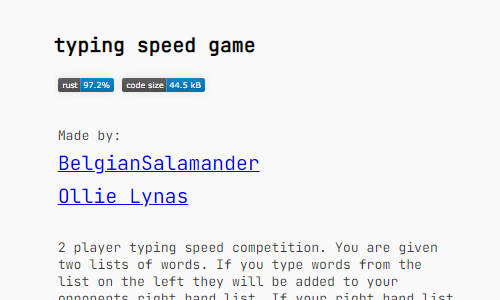 typing speed game
rust 97.2% code size 44.5 kB
Made by:
BelgianSalamander
Ollie Lynas
2 player typing speed competition. You are given
two lists of words. If you type words from the
list on the left they will be added to your
opponents right hand list. If your right hand list